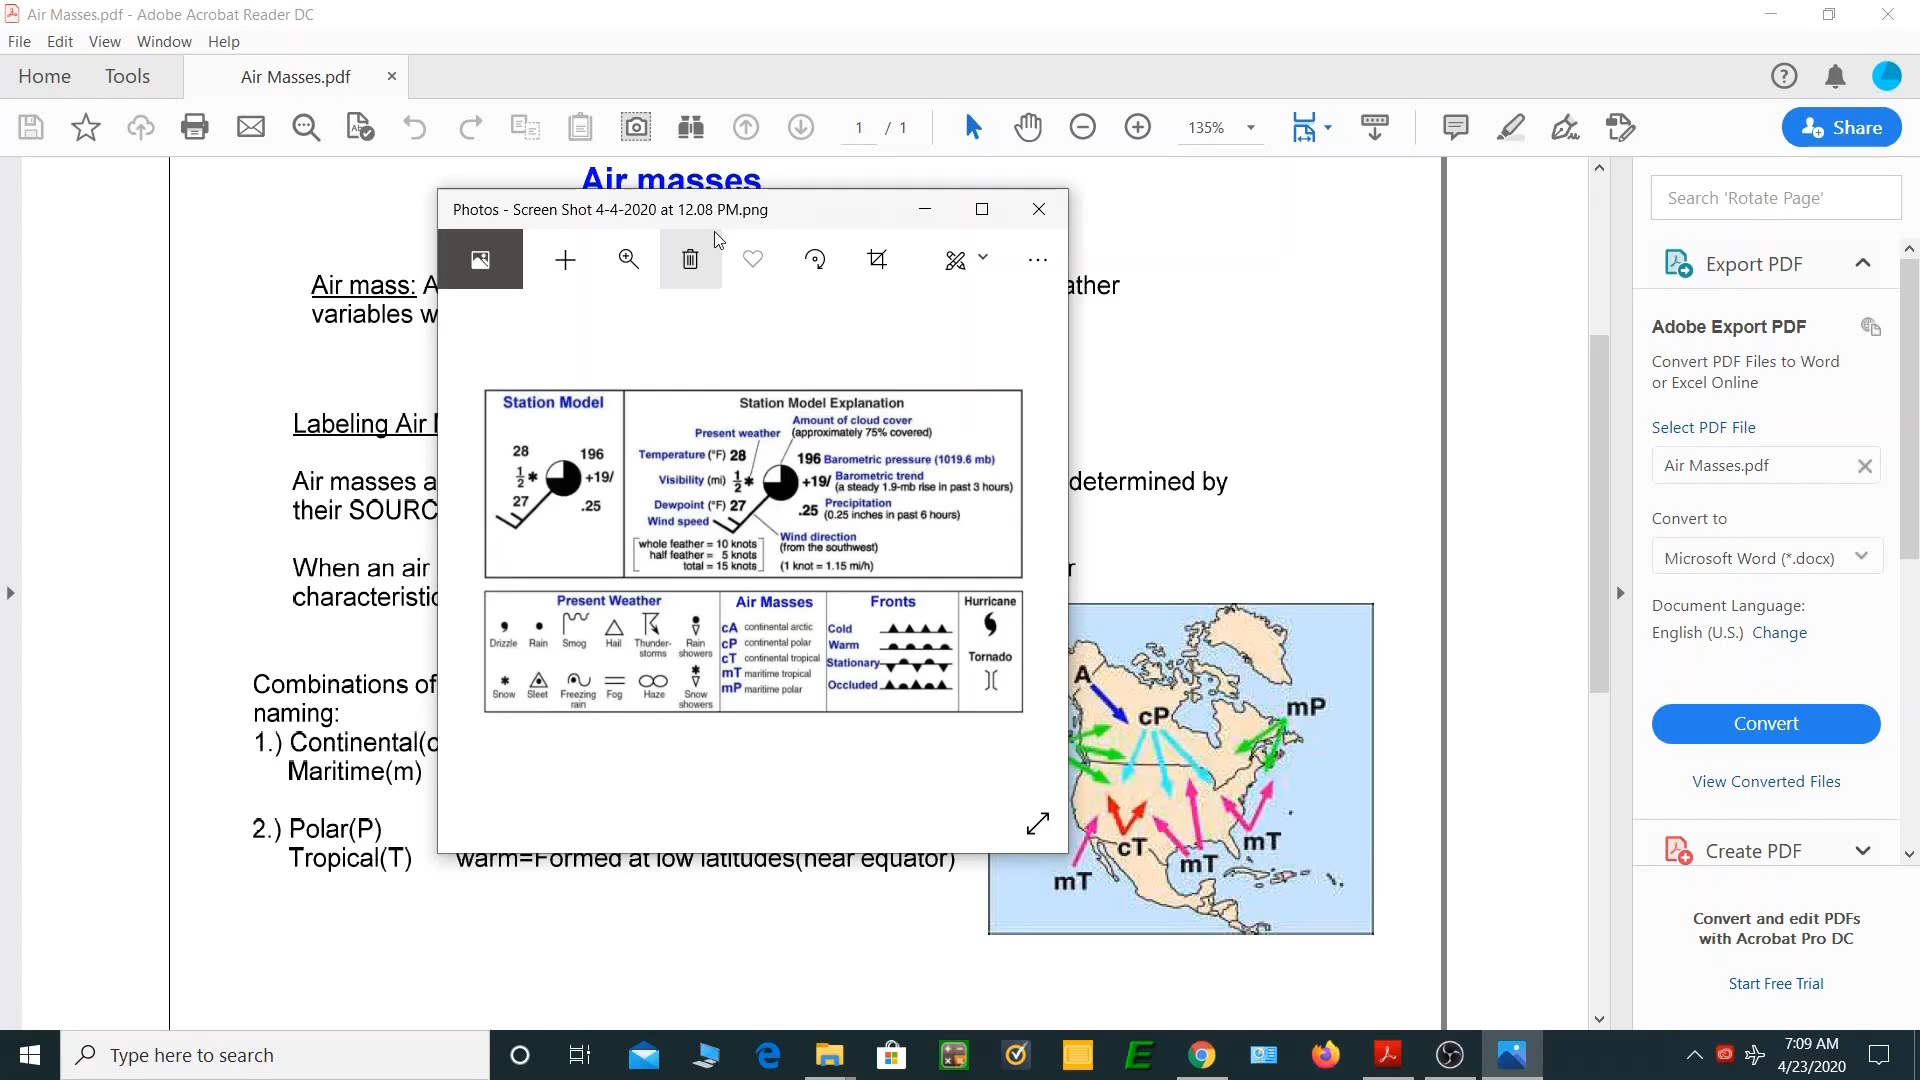 Air Masses.pdf - Adobe Acrobat Reader DC
File Edit View Window Help
Home Tools Air Masses.pdf
1 / 1 135% Share
Air masses
Photos - Screen Shot 4-4-2020 at 12.08 PM.png
Air mass: A
ather
variables w
Labeling Air
Air masses a
determined by
their SOURC
When an air
r
characteristic
Combinations of
naming:
1.) Continental(c
Maritime(m)
2.) Polar(P)
Tropical(T) warm=Formed at low latitudes(near equator)
Station Model
28
196
1/2 *
+19/
27
.25
Station Model Explanation
Amount of cloud cover
(approximately 75% covered)
Present weather
Temperature (°F) 28
196 Barometric pressure (1019.6 mb)
Visibility (mi) 1/2 *
+19/ Barometric trend
(a steady 1.9-mb rise in past 3 hours)
Dewpoint (°F) 27
.25 Precipitation
(0.25 inches in past 6 hours)
Wind speed
Wind direction
(from the southwest)
whole feather = 10 knots
half feather = 5 knots
total = 15 knots
(1 knot = 1.15 mi/h)
Present Weather
Drizzle Rain Smog Hail Thunder-storms Rain showers
Snow Sleet Freezing rain Fog Haze Snow showers
Air Masses
cA continental arctic
cP continental polar
cT continental tropical
mT maritime tropical
mP maritime polar
Fronts
Cold
Warm
Stationary
Occluded
Hurricane
Tornado
A
cP
mP
cT
mT
mT
mT
Search 'Rotate Page'
Export PDF
Adobe Export PDF
Convert PDF Files to Word
or Excel Online
Select PDF File
Air Masses.pdf
Convert to
Microsoft Word (*.docx)
Document Language:
English (U.S.) Change
Convert
View Converted Files
Create PDF
Convert and edit PDFs
with Acrobat Pro DC
Start Free Trial
Type here to search
7:09 AM
4/23/2020